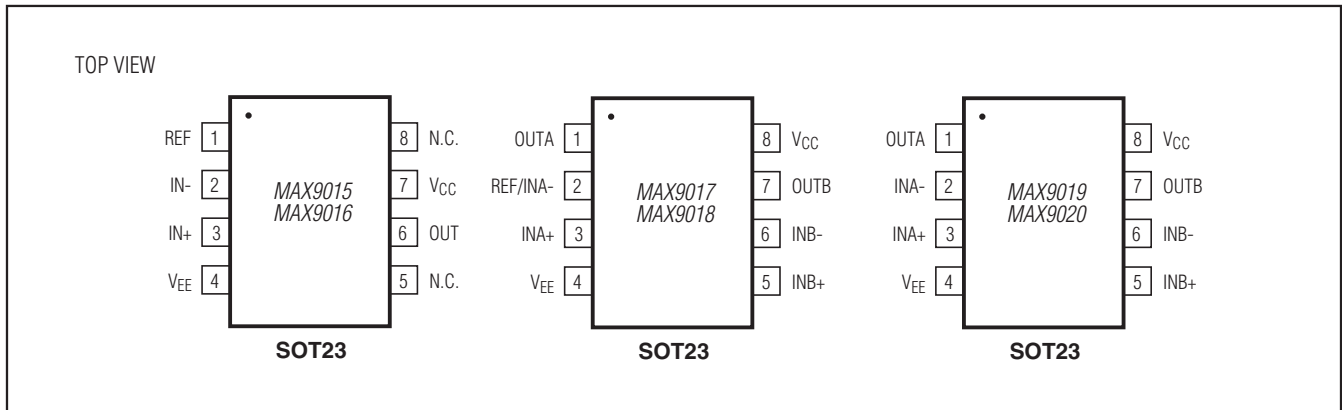 TOP VIEW
REF 1
IN- 2
IN+ 3
VEE 4
MAX9015
MAX9016
8 N.C.
7 VCC
6 OUT
5 N.C.
SOT23
OUTA 1
REF/INA- 2
INA+ 3
VEE 4
MAX9017
MAX9018
8 VCC
7 OUTB
6 INB-
5 INB+
SOT23
OUTA 1
INA- 2
INA+ 3
VEE 4
MAX9019
MAX9020
8 VCC
7 OUTB
6 INB-
5 INB+
SOT23